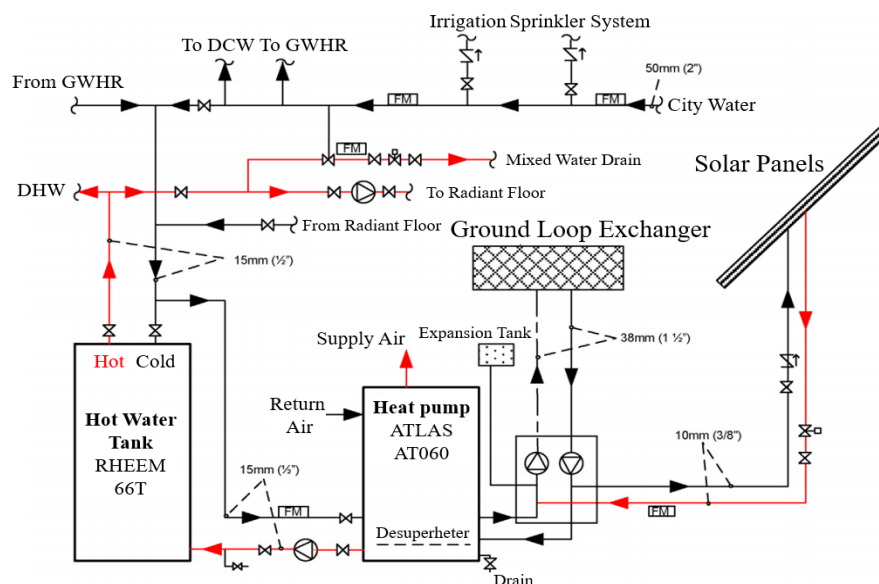 Irrigation Sprinkler System
To DCW To GWHR
50mm (2")
From GWHR
FM
FM
City Water
FM
Mixed Water Drain
Solar Panels
DHW
To Radiant Floor
From Radiant Floor
Ground Loop Exchanger
15mm (½")
Expansion Tank
38mm (1 ½")
Supply Air
Hot Cold
Return
Air
Heat pump
ATLAS
AT060
Hot Water
Tank
RHEEM
66T
10mm (3/8")
15mm (½")
FM
FM
Desuperheter
Drain